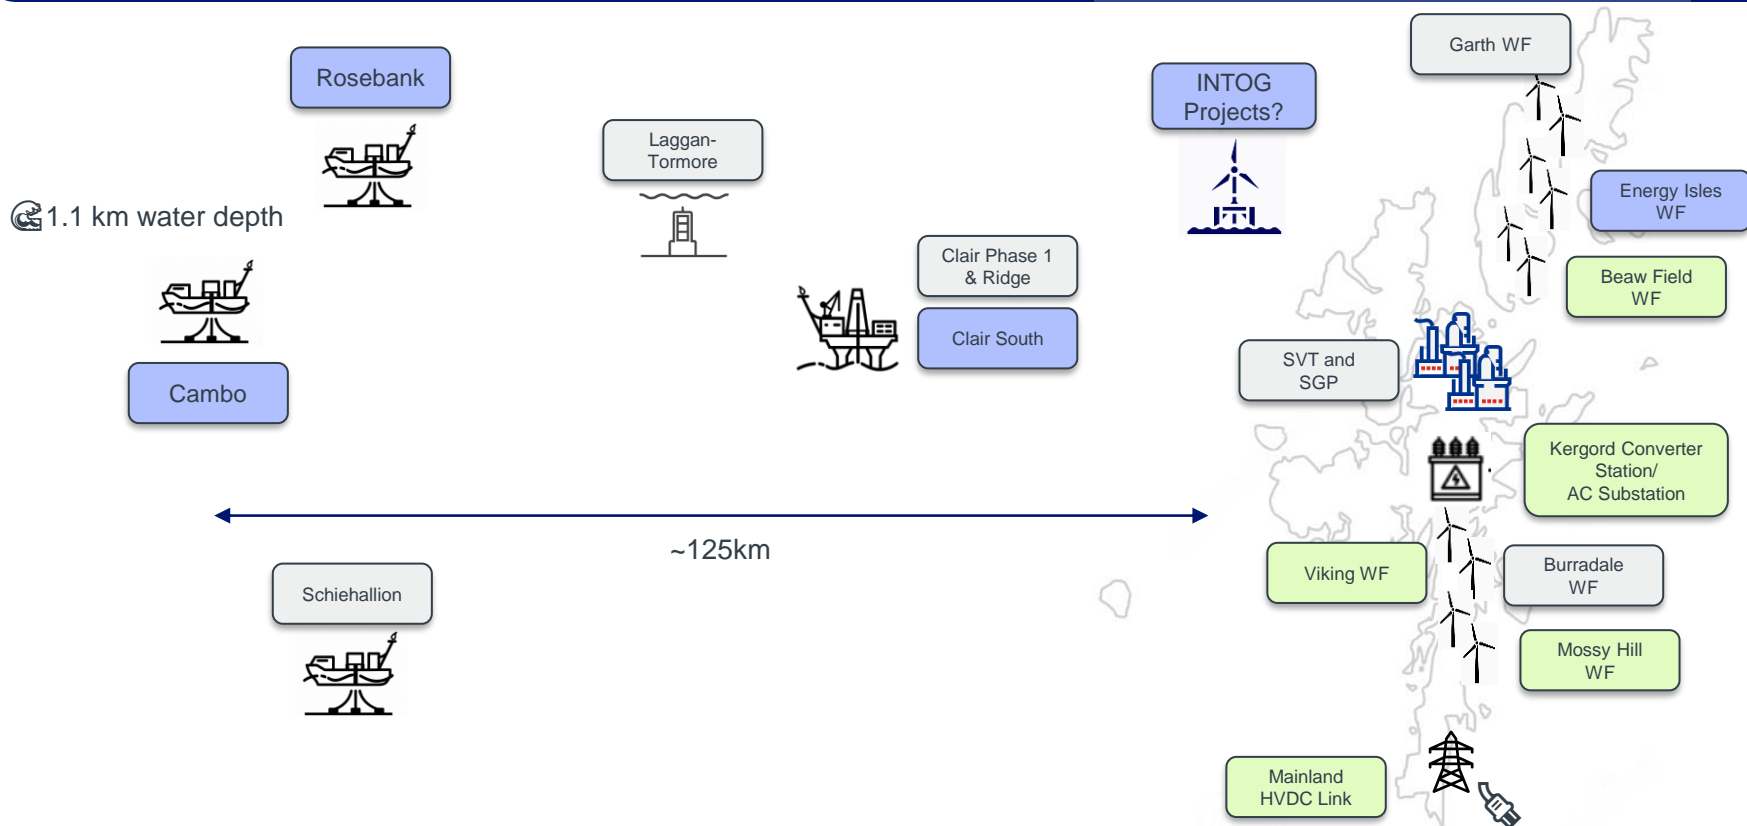 Garth WF
Rosebank
INTOG
Projects?
Laggan-
Tormore
Energy Isles
WF
1.1 km water depth
Clair Phase 1
& Ridge
Beaw Field
WF
Clair South
SVT and
SGP
Cambo
Kergord Converter
Station/
AC Substation
~125km
Viking WF
Burradale
WF
Schiehallion
Mossy Hill
WF
Mainland
HVDC Link